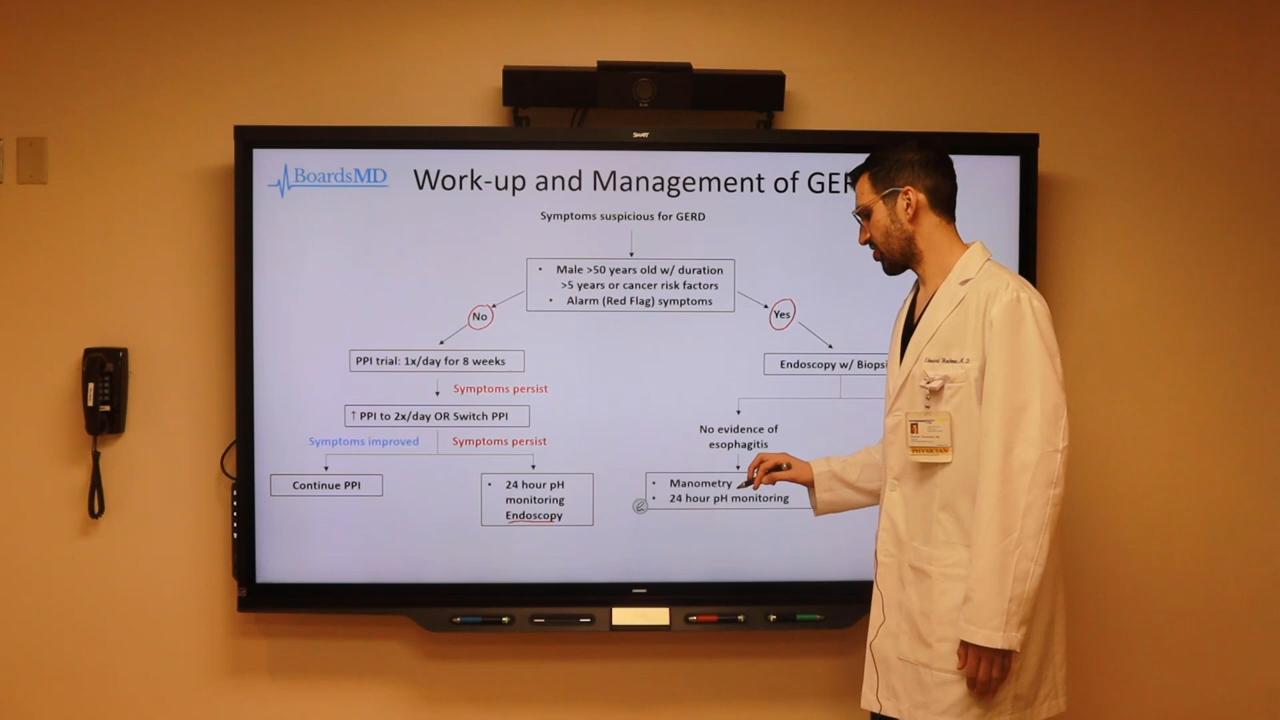 SMART
BoardsMD
Work-up and Management of GER
Symptoms suspicious for GERD
• Male >50 years old w/ duration
>5 years or cancer risk factors
• Alarm (Red Flag) symptoms
No
Yes
PPI trial: 1x/day for 8 weeks
Endoscopy w/ Biops
Symptoms persist
↑ PPI to 2x/day OR Switch PPI
Symptoms improved
Symptoms persist
No evidence of
esophagitis
Continue PPI
• 24 hour pH
monitoring
Endoscopy
• Manometry
• 24 hour pH monitoring
PHYSICIAN